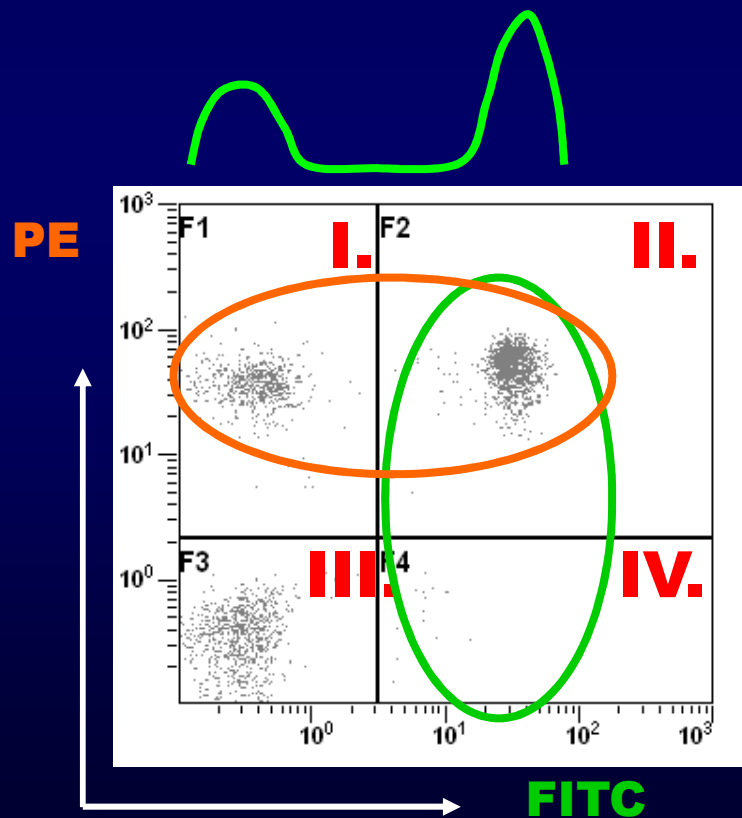 10³
PE
F1 I. F2 II.
10²
10¹
F3 III. F4 IV.
10⁰
10⁰ 10¹ 10² 10³
FITC